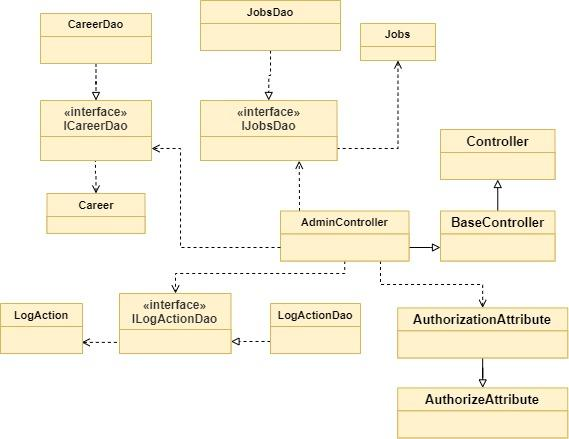 CareerDao
JobsDao
Jobs
«interface»
ICareerDao
«interface»
IJobsDao
Controller
Career
AdminController
BaseController
LogAction
«interface»
ILogActionDao
LogActionDao
AuthorizationAttribute
AuthorizeAttribute